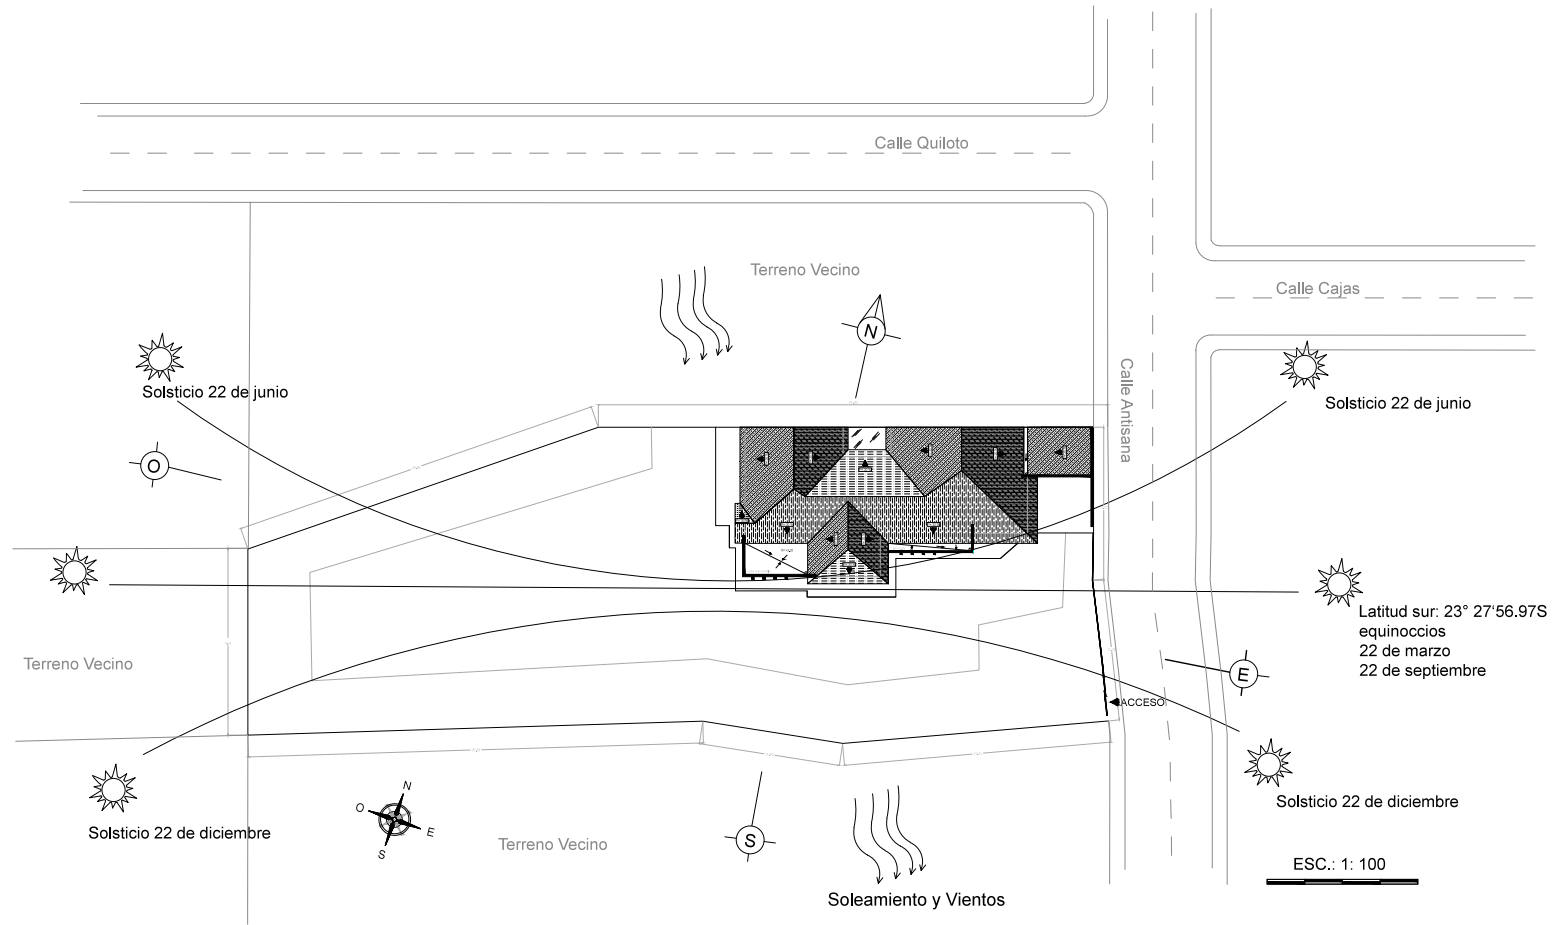 Calle Quiloto
Terreno Vecino
Calle Cajas
N
Calle Antisana
Solsticio 22 de junio
Solsticio 22 de junio
O
Latitud sur: 23° 27'56.97S
equinoccios
22 de marzo
22 de septiembre
Terreno Vecino
E
ACCESO
Solsticio 22 de diciembre
Solsticio 22 de diciembre
N
O
E
S
Terreno Vecino
S
ESC.: 1: 100
Soleamiento y Vientos